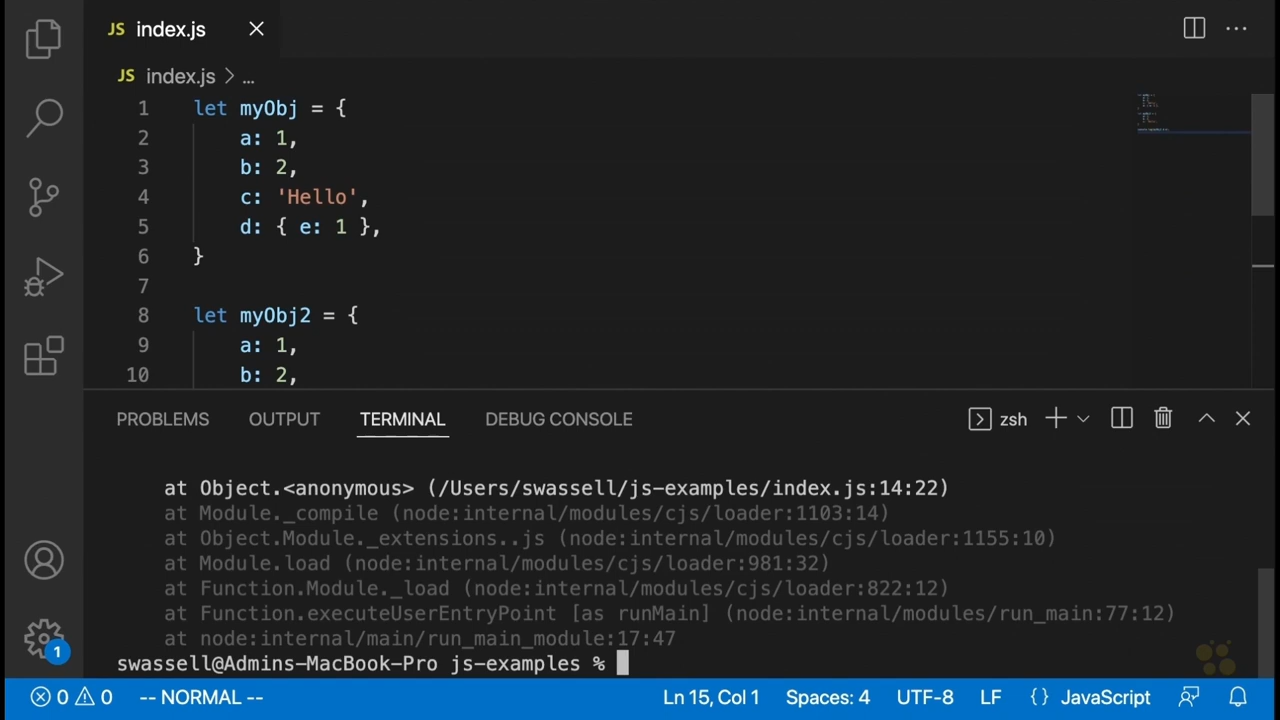 JS index.js
JS index.js > ...
1 let myObj = {
2 a: 1,
3 b: 2,
4 c: 'Hello',
5 d: { e: 1 },
6 }
7
8 let myObj2 = {
9 a: 1,
10 b: 2,
PROBLEMS OUTPUT TERMINAL DEBUG CONSOLE zsh
at Object.<anonymous> (/Users/swassell/js-examples/index.js:14:22)
at Module._compile (node:internal/modules/cjs/loader:1103:14)
at Object.Module._extensions..js (node:internal/modules/cjs/loader:1155:10)
at Module.load (node:internal/modules/cjs/loader:981:32)
at Function.Module._load (node:internal/modules/cjs/loader:822:12)
at Function.executeUserEntryPoint [as runMain] (node:internal/modules/run_main:77:12)
at node:internal/main/run_main_module:17:47
swassell@Admins-MacBook-Pro js-examples %
1
0 0 -- NORMAL -- Ln 15, Col 1 Spaces: 4 UTF-8 LF {} JavaScript